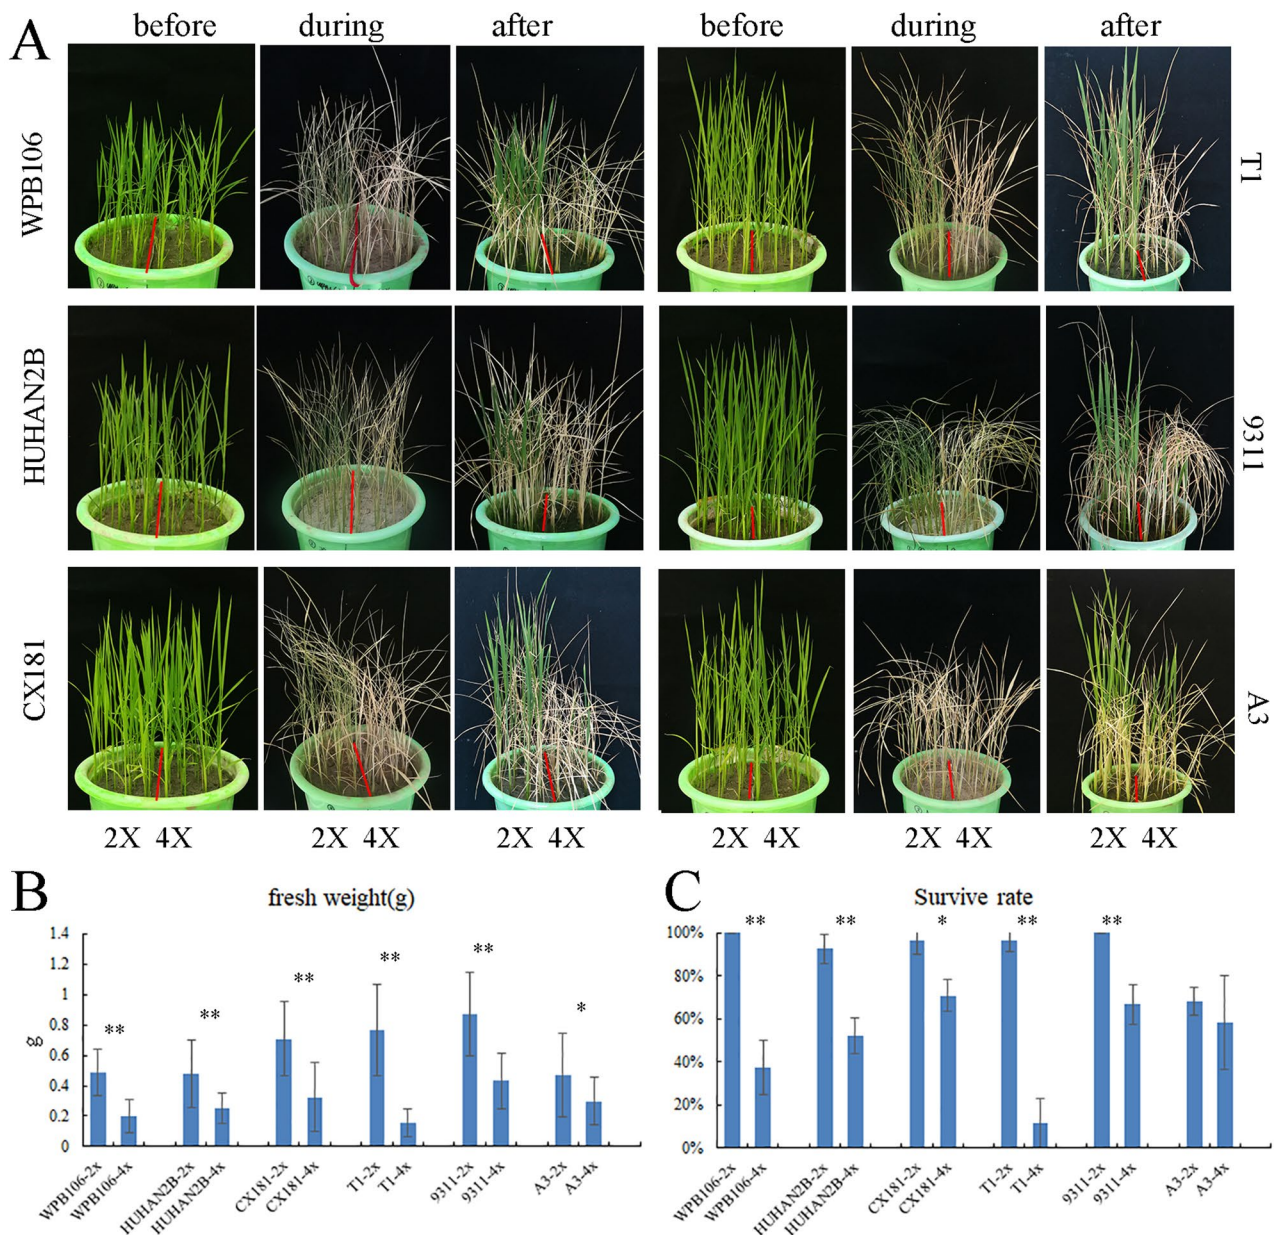 A
before during after before during after
WPB106
T1
HUHAN2B
9311
CX181
A3
2X 4X 2X 4X 2X 4X 2X 4X 2X 4X 2X 4X
B
fresh weight(g)
1.4
1.2
1
0.8
0.6
0.4
0.2
0
g
** ** ** ** ** *
WPB106-2x
WPB106-4x
HUHAN2B-2x
HUHAN2B-4x
CX181-2x
CX181-4x
T1-2x
T1-4x
9311-2x
9311-4x
A3-2x
A3-4x
C
Survive rate
100%
80%
60%
40%
20%
0%
** ** * ** **
WPB106-2x
WPB106-4x
HUHAN2B-2x
HUHAN2B-4x
CX181-2x
CX181-4x
T1-2x
T1-4x
9311-2x
9311-4x
A3-2x
A3-4x